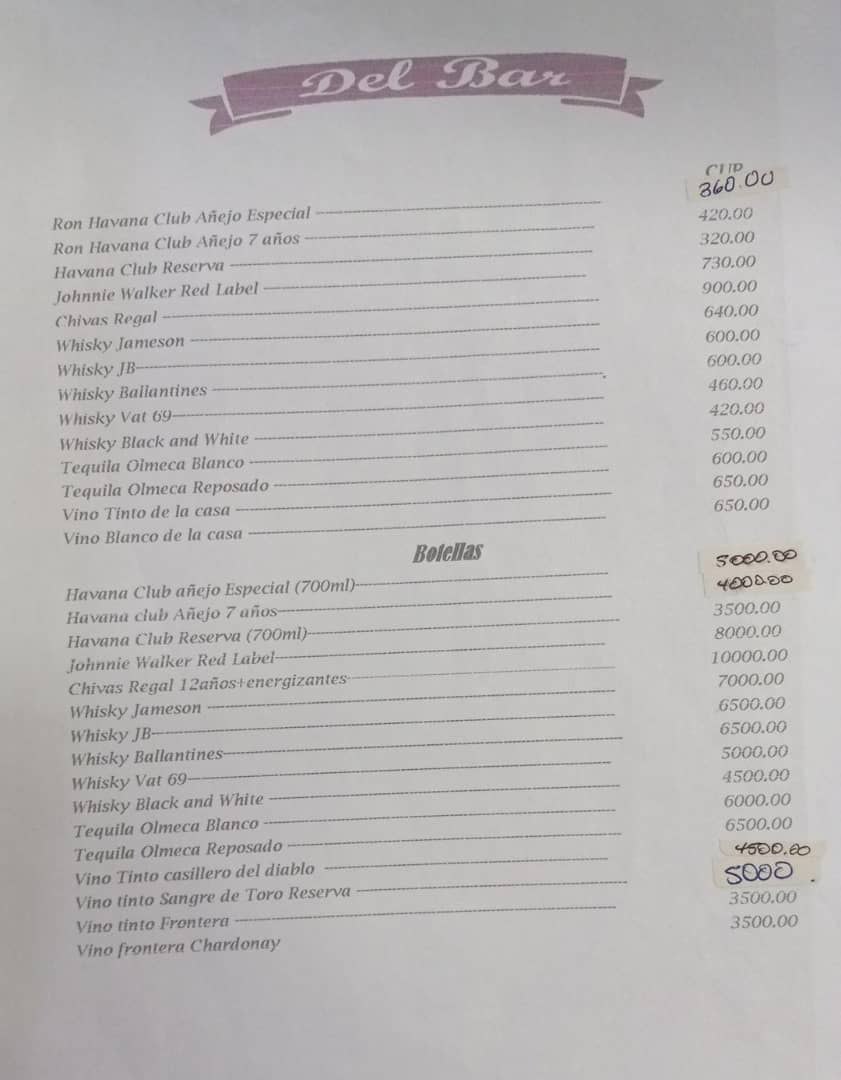 Del Bar
CUP
Ron Havana Club Añejo Especial 360.00
Ron Havana Club Añejo 7 años 420.00
Havana Club Reserva 320.00
Johnnie Walker Red Label 730.00
Chivas Regal 900.00
Whisky Jameson 640.00
Whisky JB 600.00
Whisky Ballantines 600.00
Whisky Vat 69 460.00
Whisky Black and White 420.00
Tequila Olmeca Blanco 550.00
Tequila Olmeca Reposado 600.00
Vino Tinto de la casa 650.00
Vino Blanco de la casa 650.00
Botellas
Havana Club añejo Especial (700ml) 5000.00
Havana club Añejo 7 años 4000.00
Havana Club Reserva (700ml) 3500.00
Johnnie Walker Red Label 8000.00
Chivas Regal 12años+energizantes 10000.00
Whisky Jameson 7000.00
Whisky JB 6500.00
Whisky Ballantines 6500.00
Whisky Vat 69 5000.00
Whisky Black and White 4500.00
Tequila Olmeca Blanco 6000.00
Tequila Olmeca Reposado 6500.00
Vino Tinto casillero del diablo 4500.00
Vino tinto Sangre de Toro Reserva 5000
Vino tinto Frontera 3500.00
Vino frontera Chardonay 3500.00